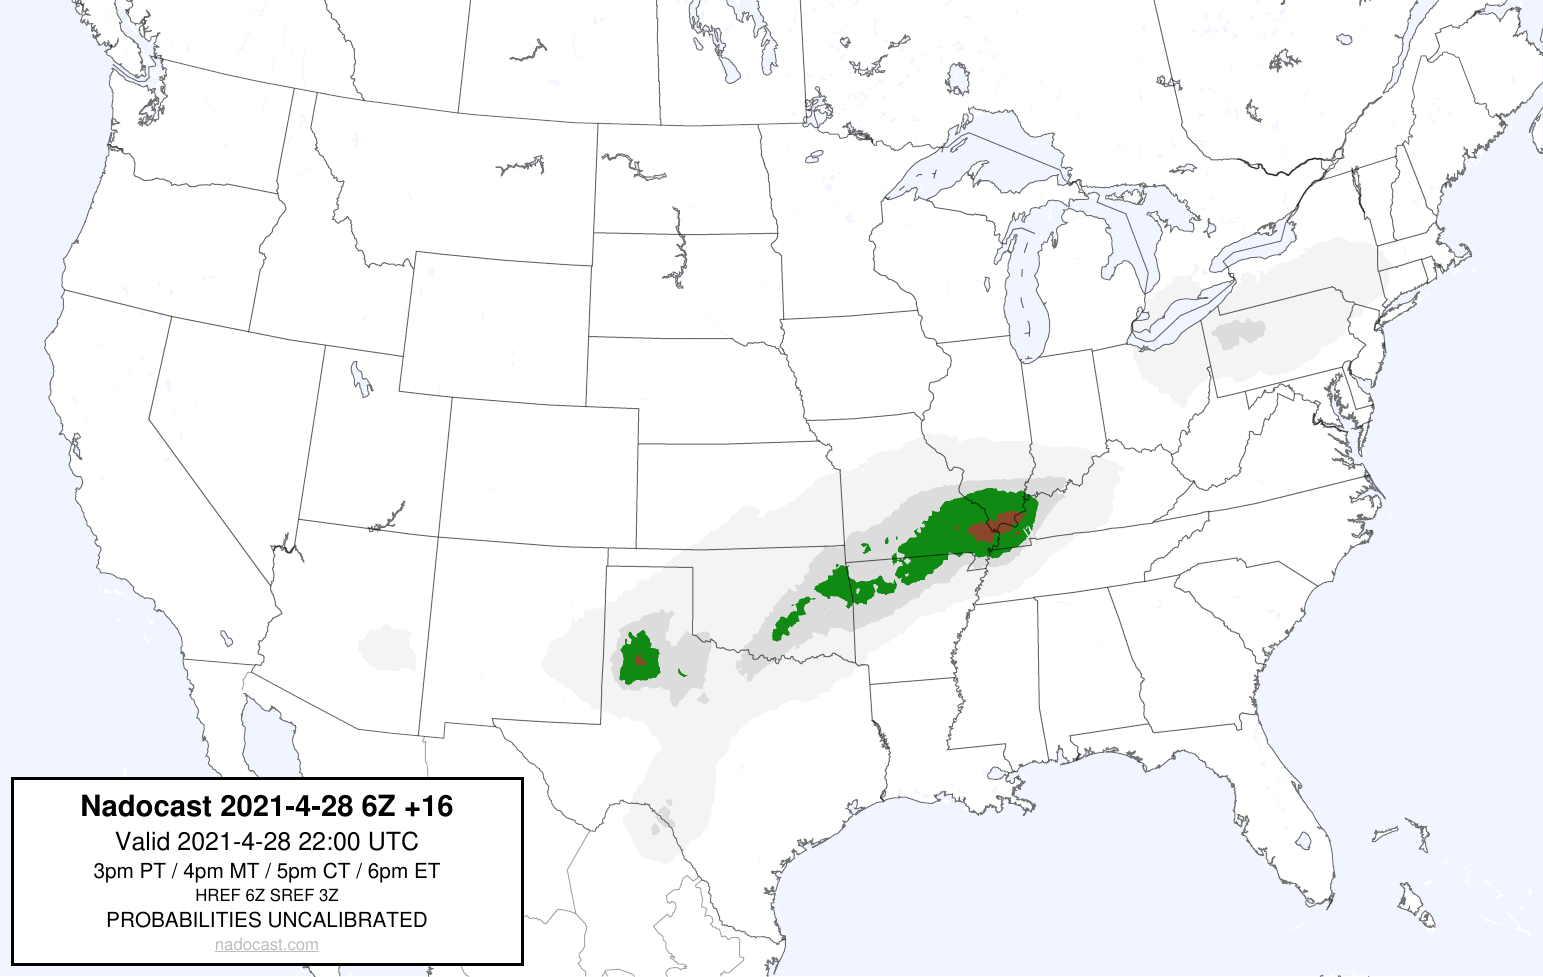 Nadocast 2021-4-28 6Z +16
Valid 2021-4-28 22:00 UTC
3pm PT / 4pm MT / 5pm CT / 6pm ET
HREF 6Z SREF 3Z
PROBABILITIES UNCALIBRATED
nadocast.com